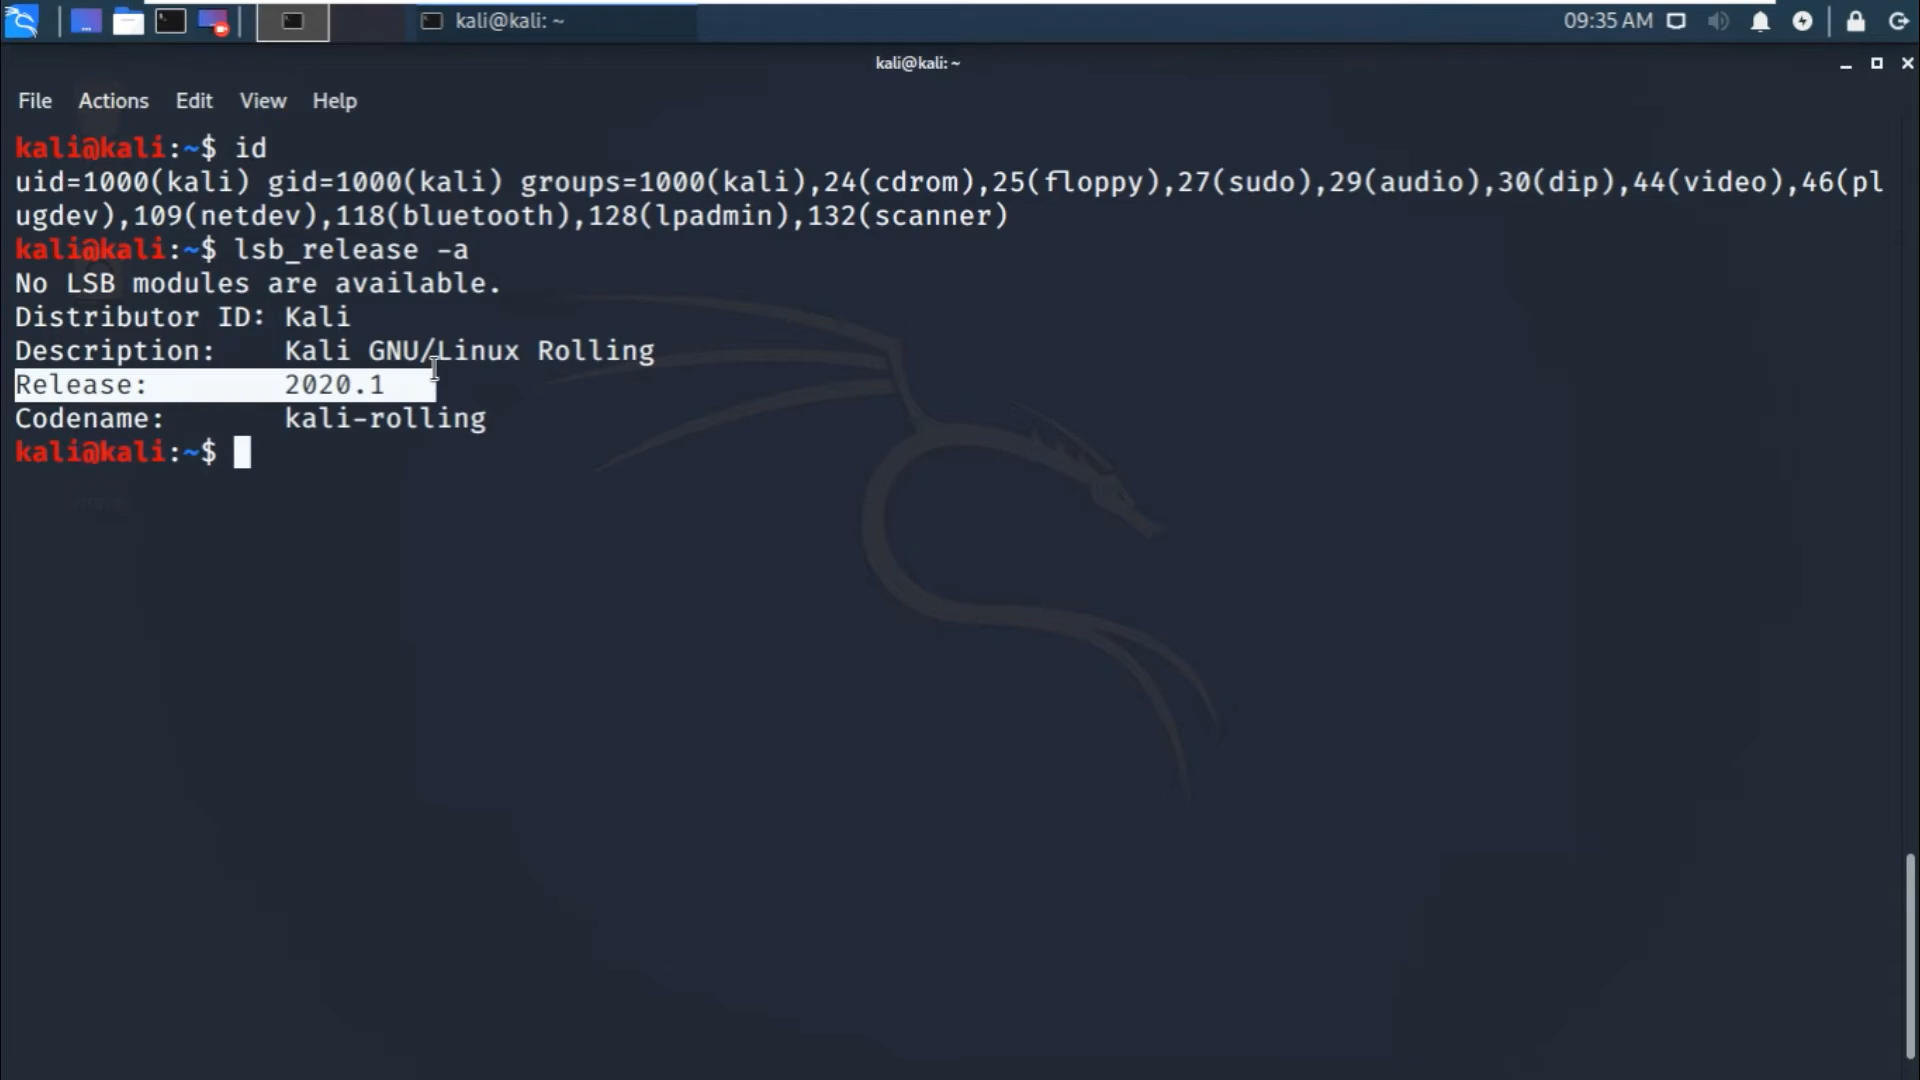 kali@kali: ~
09:35 AM
kali@kali: ~
File Actions Edit View Help
kali@kali:~$ id
uid=1000(kali) gid=1000(kali) groups=1000(kali),24(cdrom),25(floppy),27(sudo),29(audio),30(dip),44(video),46(pl
ugdev),109(netdev),118(bluetooth),128(lpadmin),132(scanner)
kali@kali:~$ lsb_release -a
No LSB modules are available.
Distributor ID: Kali
Description: Kali GNU/Linux Rolling
Release: 2020.1
Codename: kali-rolling
kali@kali:~$